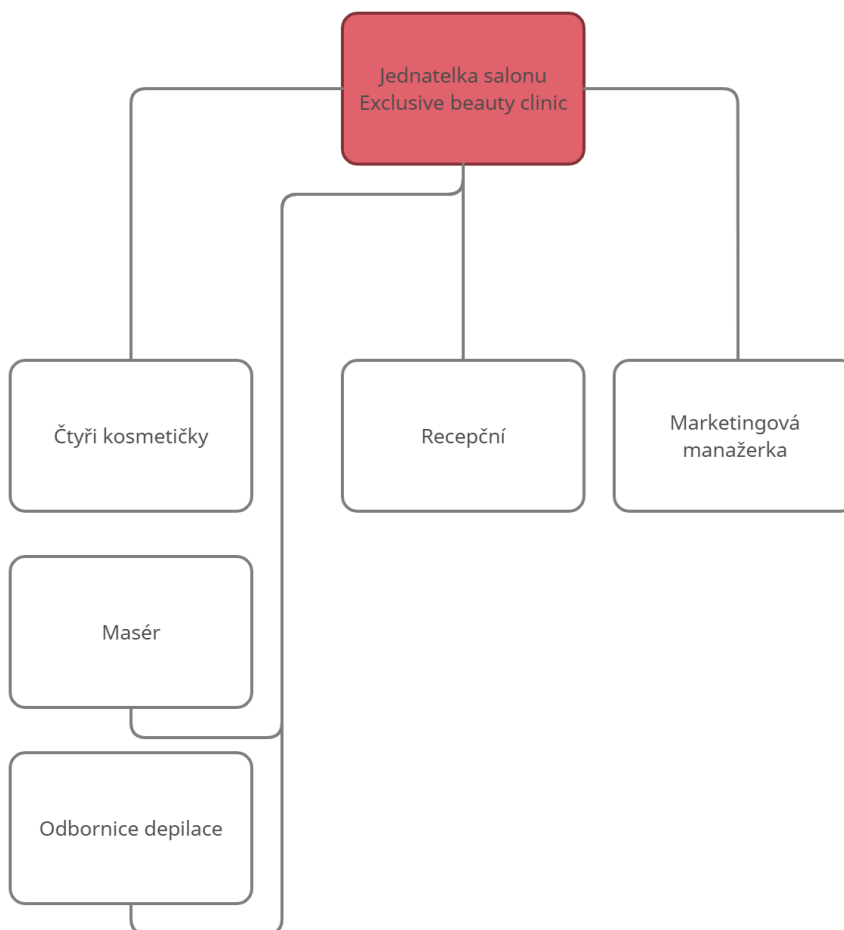 Jednatelka salonu
Exclusive beauty clinic
Čtyři kosmetičky
Recepční
Marketingová
manažerka
Masér
Odbornice depilace